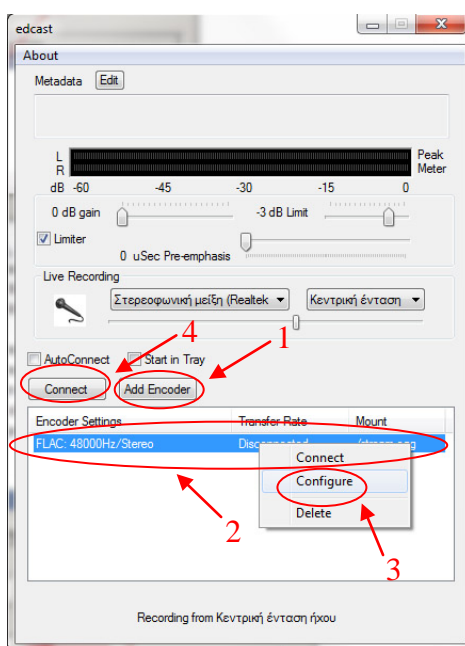 edcast
About
Metadata Edit
L
R
Peak
Meter
dB -60 -45 -30 -15 0
0 dB gain -3 dB Limit
Limiter
0 uSec Pre-emphasis
Live Recording
Στερεοφωνική μείξη (Realtek Κεντρική ένταση
4 1
AutoConnect Start in Tray
Connect Add Encoder
Encoder Settings Transfer Rate Mount
FLAC: 48000Hz/Stereo Disconnected /stream.ogg
Connect
Configure
Delete
2
3
Recording from Κεντρική ένταση ήχου